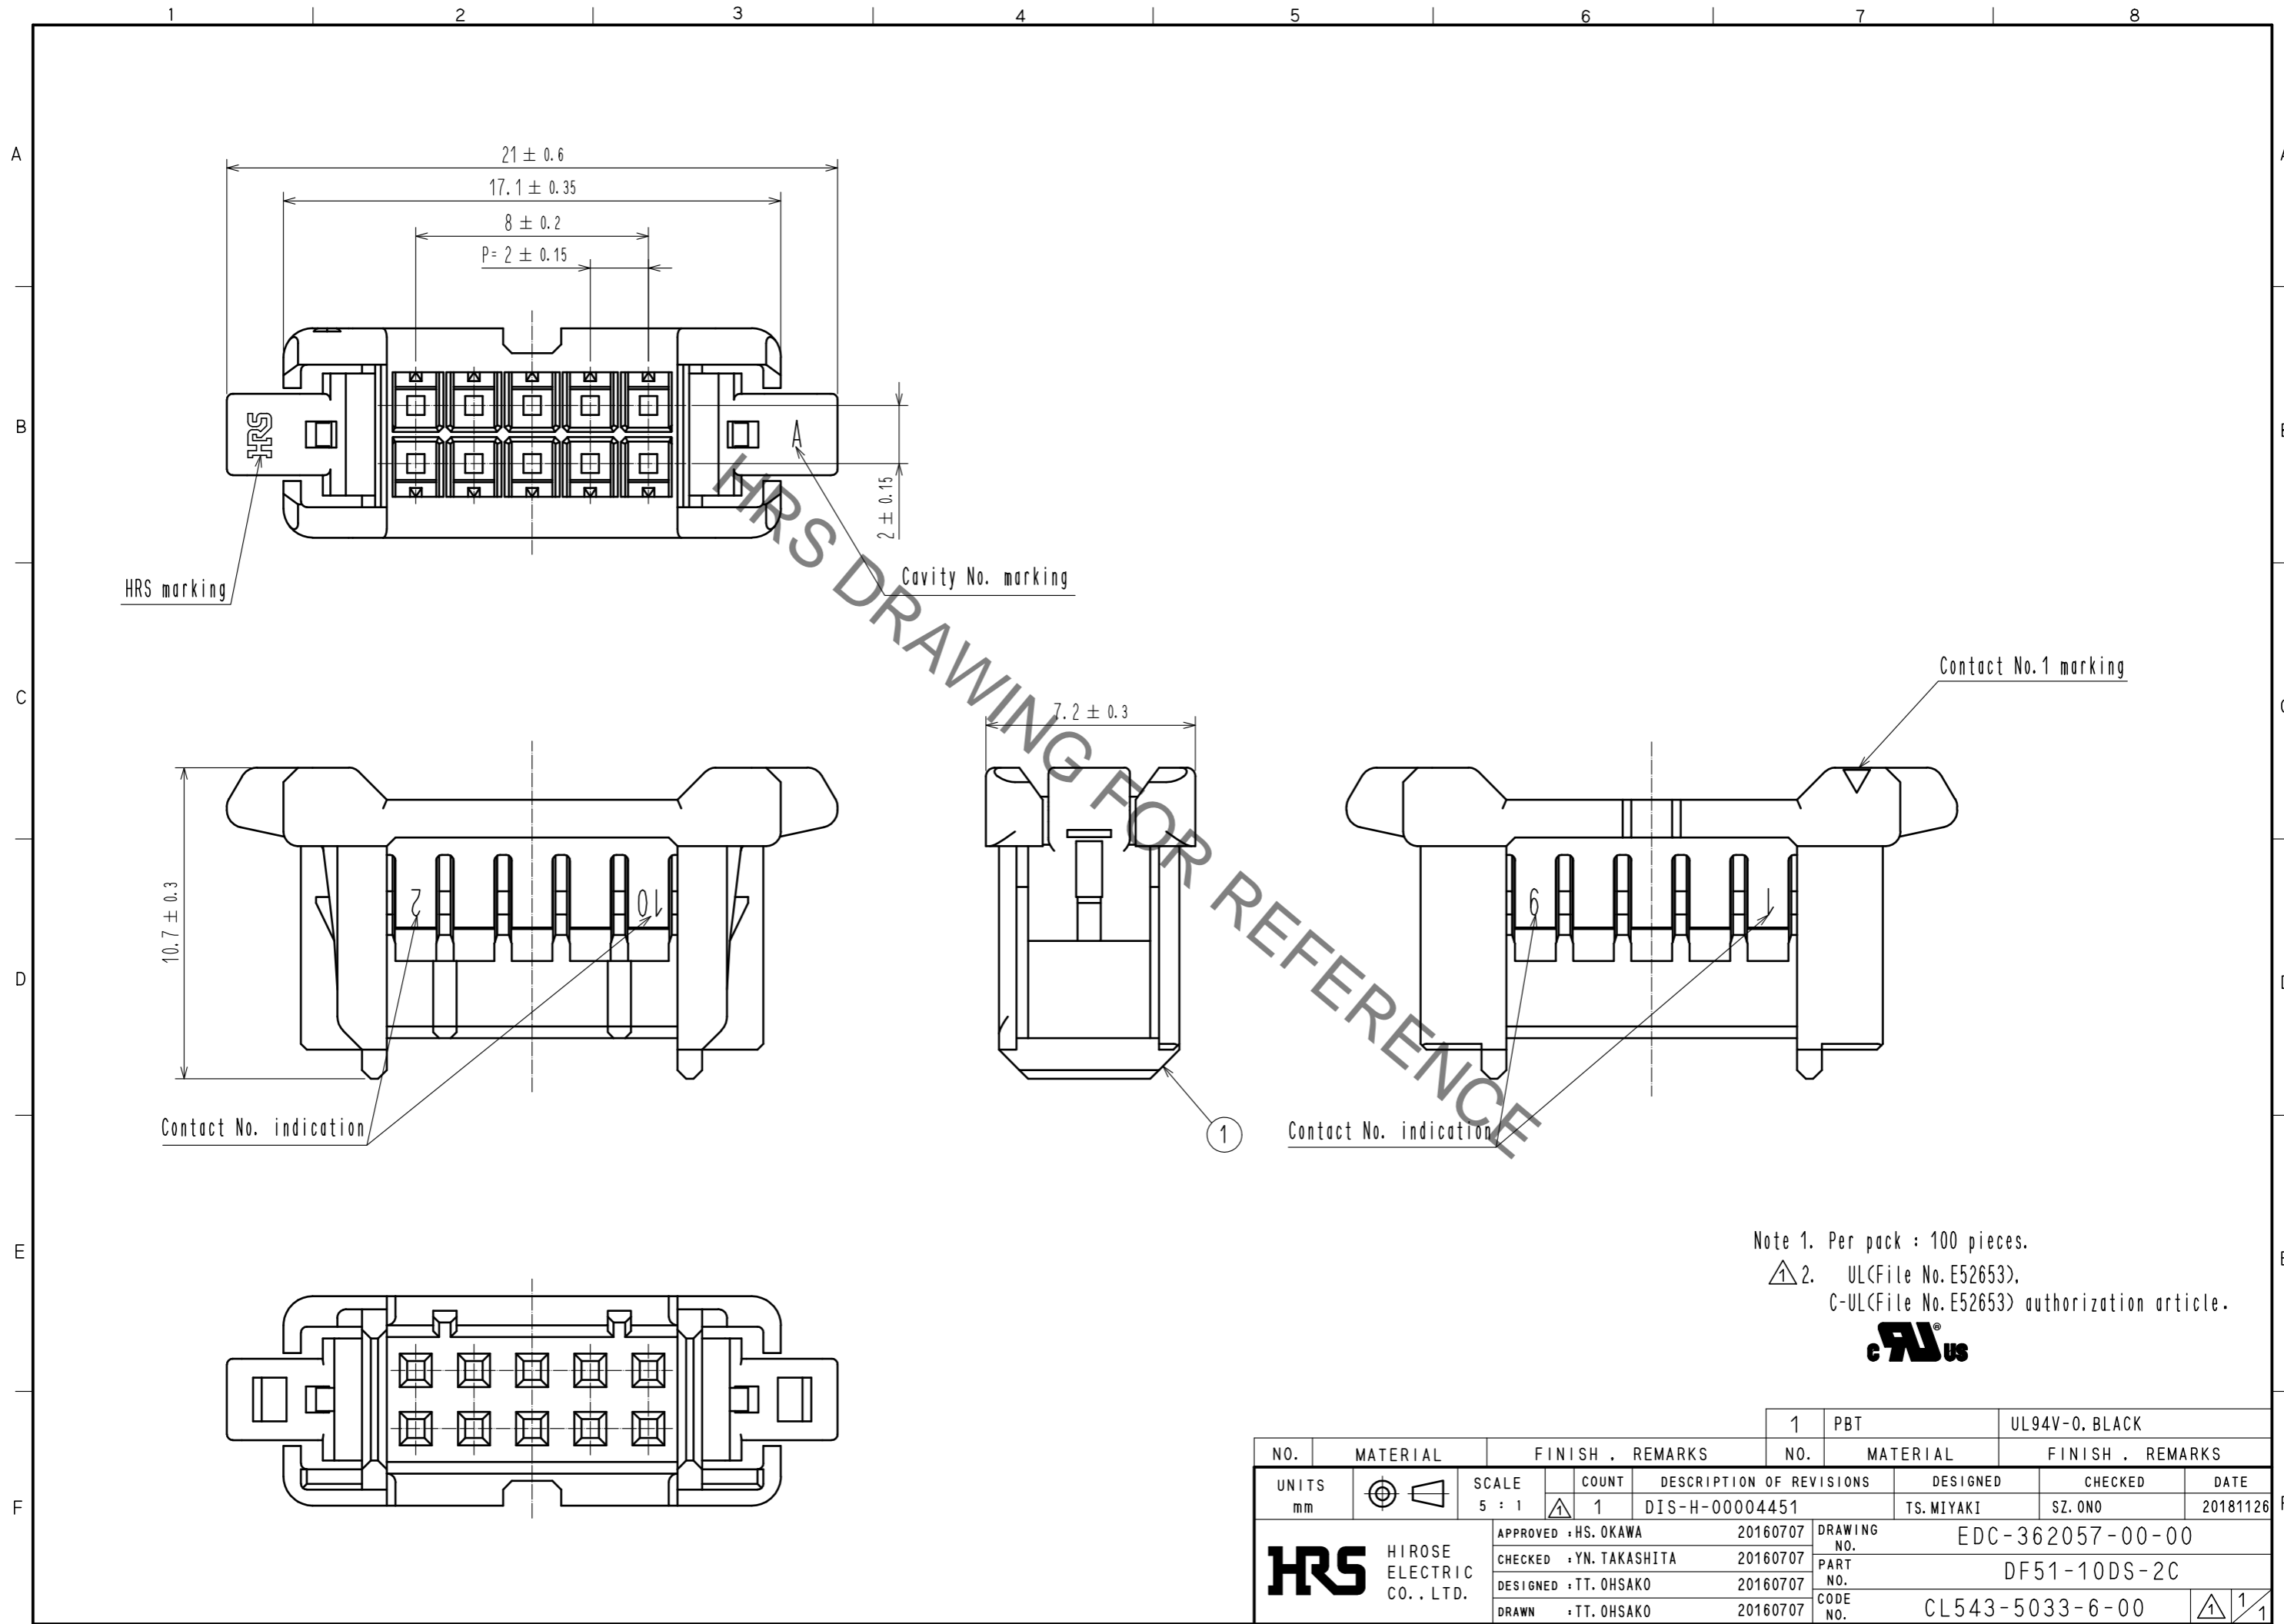 1 2 3 4 5 6 7 8
A
B
C
D
E
F
21 ± 0.6
17.1 ± 0.35
8 ± 0.2
P= 2 ± 0.15
HRS
A
2 ± 0.15
HRS marking
Cavity No. marking
HRS DRAWING FOR REFERENCE
Contact No.1 marking
7.2 ± 0.3
10.7 ± 0.3
2
10
9
1
Contact No. indication
1
Contact No. indication
Note 1. Per pack : 100 pieces.
1 2. UL(File No.E52653),
C-UL(File No.E52653) authorization article.
c RU ® US
1 PBT UL94V-0, BLACK
NO. MATERIAL FINISH , REMARKS NO. MATERIAL FINISH , REMARKS
UNITS mm SCALE 5 : 1 COUNT DESCRIPTION OF REVISIONS DESIGNED CHECKED DATE
1 1 DIS-H-00004451 TS.MIYAKI SZ.ONO 20181126
HRS HIROSE ELECTRIC CO., LTD.
APPROVED : HS.OKAWA 20160707 DRAWING NO. EDC-362057-00-00
CHECKED : YN.TAKASHITA 20160707 PART NO. DF51-10DS-2C
DESIGNED : TT.OHSAKO 20160707
DRAWN : TT.OHSAKO 20160707 CODE NO. CL543-5033-6-00 1 1/1